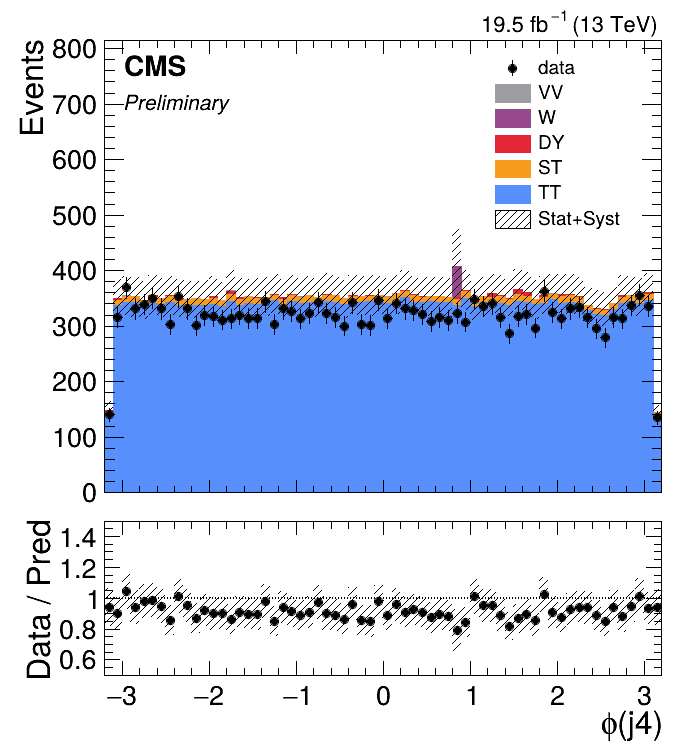 19.5 fb⁻¹ (13 TeV)
Events
800
700
600
500
400
300
200
100
0
CMS
Preliminary
data
VV
W
DY
ST
TT
Stat+Syst
Data / Pred
1.4
1.2
1
0.8
0.6
−3 −2 −1 0 1 2 3
ϕ(j4)